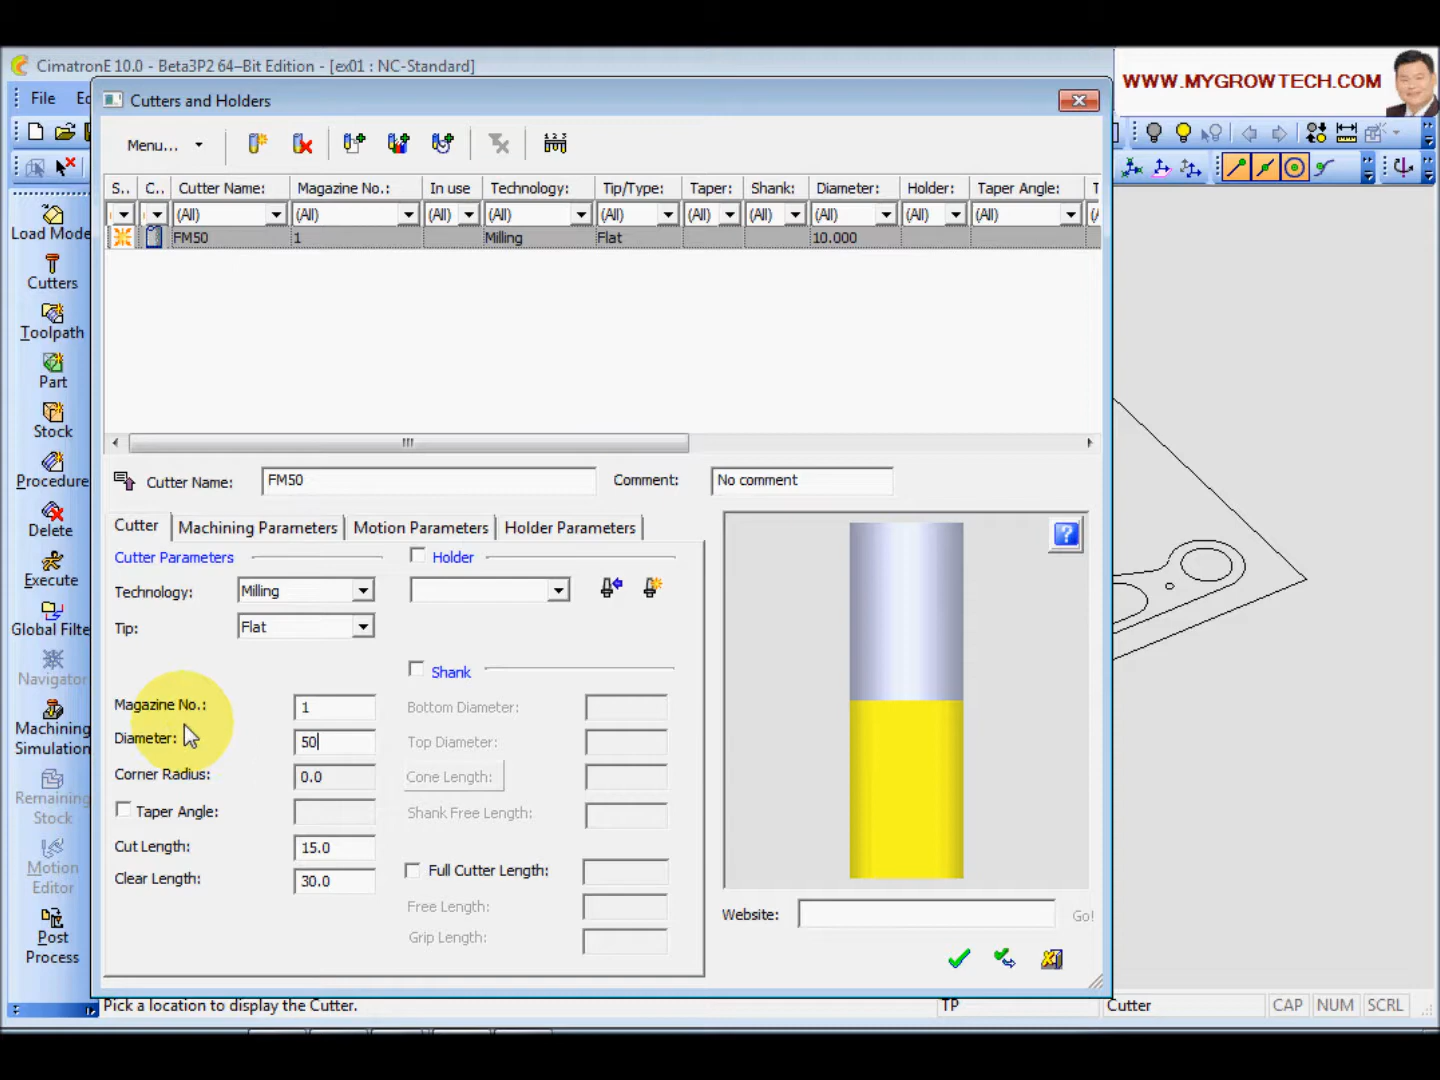 CimatronE 10.0 - Beta3P2 64-Bit Edition - [ex01 : NC-Standard]
WWW.MYGROWTECH.COM
File
Cutters and Holders
Menu...
S..
C..
Cutter Name:
Magazine No.:
In use
Technology:
Tip/Type:
Taper:
Shank:
Diameter:
Holder:
Taper Angle:
(All) (All) (All) (All) (All) (All) (All) (All) (All) (All)
FM50 1 Milling Flat 10.000
Load Mode
Cutters
Toolpath
Part
Stock
Procedure
Delete
Execute
Global Filte
Navigator
Machining
Simulation
Remaining
Stock
Motion
Editor
Post
Process
Cutter Name: FM50 Comment: No comment
Cutter Machining Parameters Motion Parameters Holder Parameters
Cutter Parameters
Technology: Milling
Tip: Flat
Magazine No.: 1
Diameter: 50
Corner Radius: 0.0
Taper Angle:
Cut Length: 15.0
Clear Length: 30.0
Holder
Shank
Bottom Diameter:
Top Diameter:
Cone Length:
Shank Free Length:
Full Cutter Length:
Free Length:
Grip Length:
?
Website: Go!
Pick a location to display the Cutter. TP Cutter CAP NUM SCRL